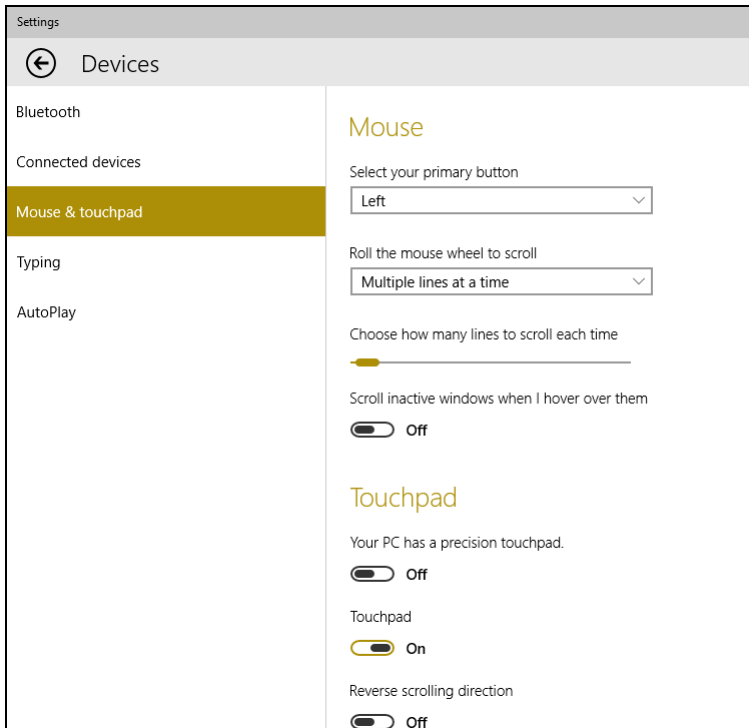 Settings
Devices
Bluetooth
Connected devices
Mouse & touchpad
Typing
AutoPlay
Mouse
Select your primary button
Left
Roll the mouse wheel to scroll
Multiple lines at a time
Choose how many lines to scroll each time
Scroll inactive windows when I hover over them
Off
Touchpad
Your PC has a precision touchpad.
Off
Touchpad
On
Reverse scrolling direction
Off